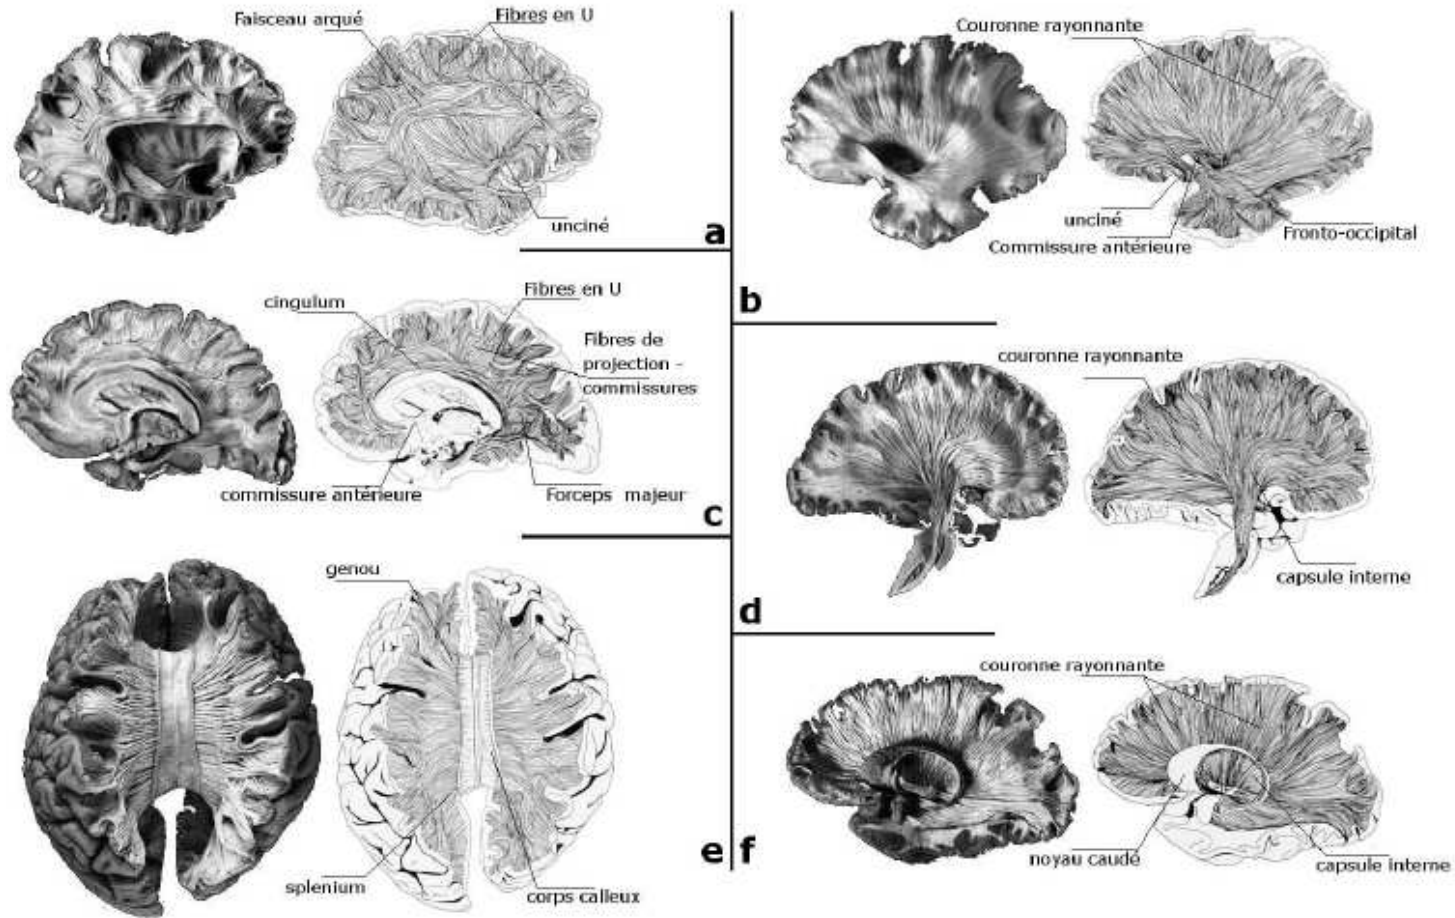 Faisceau arqué
Fibres en U
unciné
a
Couronne rayonnante
unciné
Commissure antérieure
Fronto-occipital
b
cingulum
Fibres en U
Fibres de
projection -
commissures
commissure antérieure
Forceps majeur
c
couronne rayonnante
capsule interne
d
genou
splenium
corps calleux
e
couronne rayonnante
noyau caudé
capsule interne
f